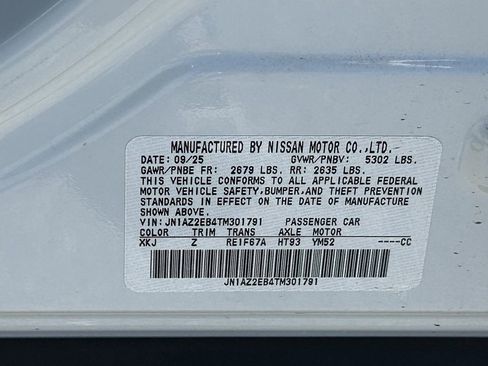 MANUFACTURED BY NISSAN MOTOR CO.,LTD.
DATE: 09/25 GVWR/PNBV: 5302 LBS.
GAWR/PNBE FR: 2679 LBS. RR: 2635 LBS.
THIS VEHICLE CONFORMS TO ALL APPLICABLE FEDERAL
MOTOR VEHICLE SAFETY,BUMPER,AND THEFT PREVENTION
STANDARDS IN EFFECT ON THE DATE OF MANUFACTURE
SHOWN ABOVE.
VIN: JN1AZ2EB4TM301791 PASSENGER CAR
COLOR TRIM TRANS AXLE MOTOR
XKJ Z RE1F67A HT93 YM52 ----CC
JN1AZ2EB4TM301791